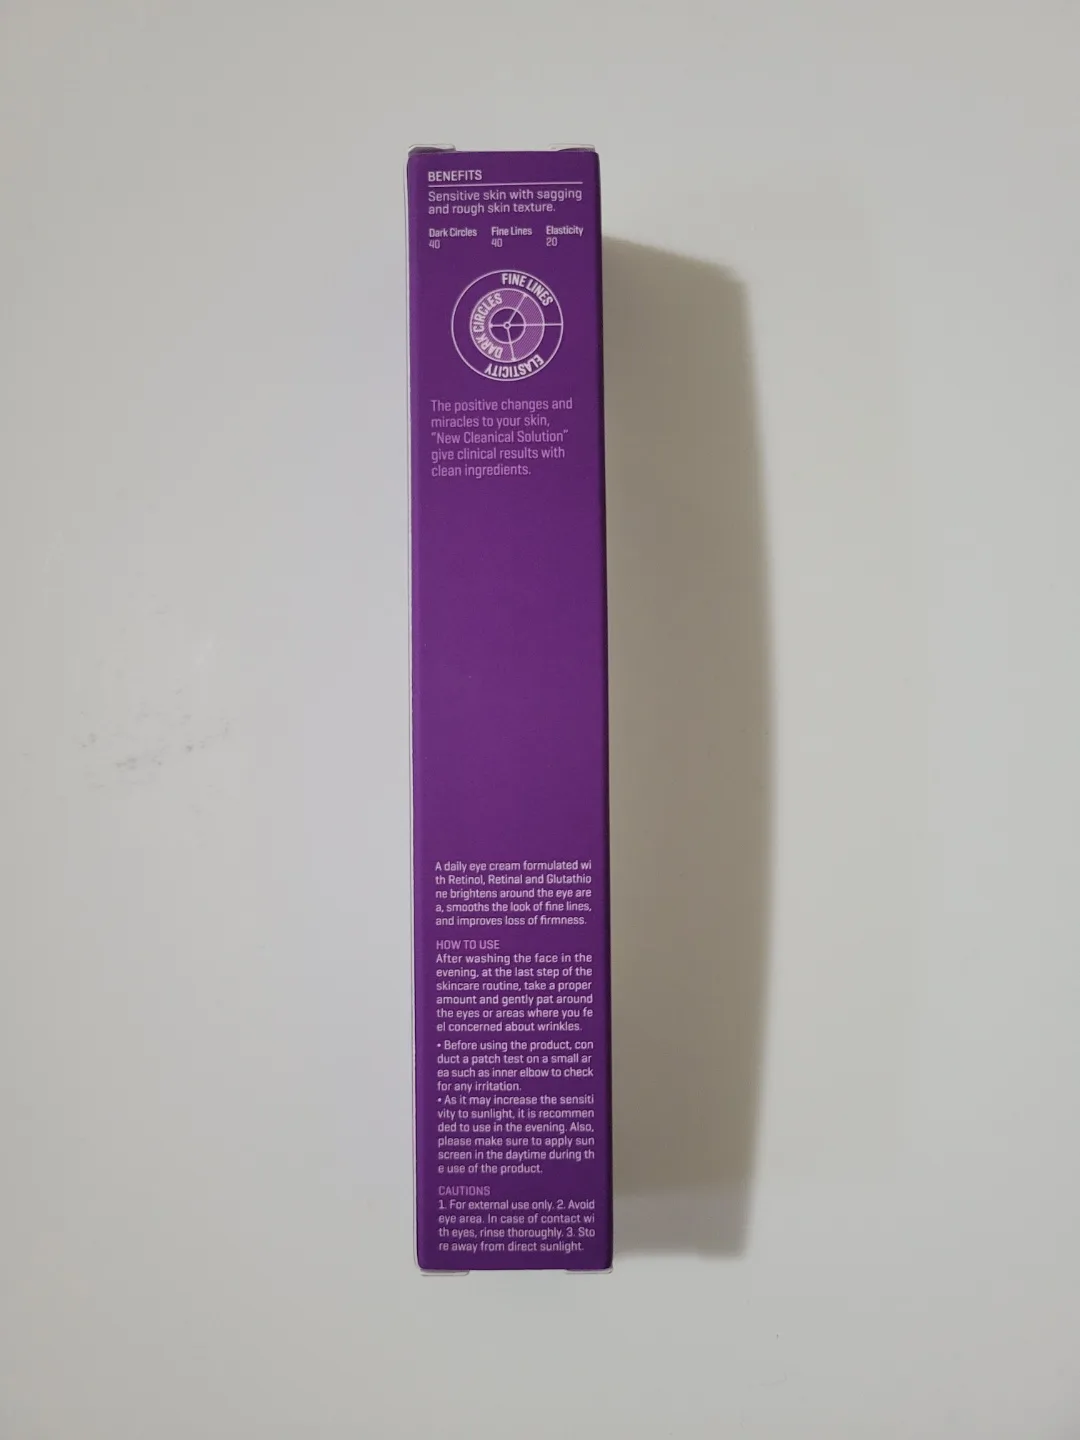 BENEFITS
Sensitive skin with sagging
and rough skin texture.
Dark Circles Fine Lines Elasticity
40 40 20
FINE LINES
DARK CIRCLES
ELASTICITY
The positive changes and
miracles to your skin,
"New Cleanical Solution"
give clinical results with
clean ingredients.
A daily eye cream formulated wi
th Retinol, Retinal and Glutathio
ne brightens around the eye are
a, smooths the look of fine lines,
and improves loss of firmness.
HOW TO USE
After washing the face in the
evening, at the last step of the
skincare routine, take a proper
amount and gently pat around
the eyes or areas where you fe
el concerned about wrinkles.
• Before using the product, con
duct a patch test on a small ar
ea such as inner elbow to check
for any irritation.
• As it may increase the sensiti
vity to sunlight, it is recommen
ded to use in the evening. Also,
please make sure to apply sun
screen in the daytime during th
e use of the product.
CAUTIONS
1. For external use only. 2. Avoid
eye area. In case of contact wi
th eyes, rinse thoroughly. 3. Sto
re away from direct sunlight.